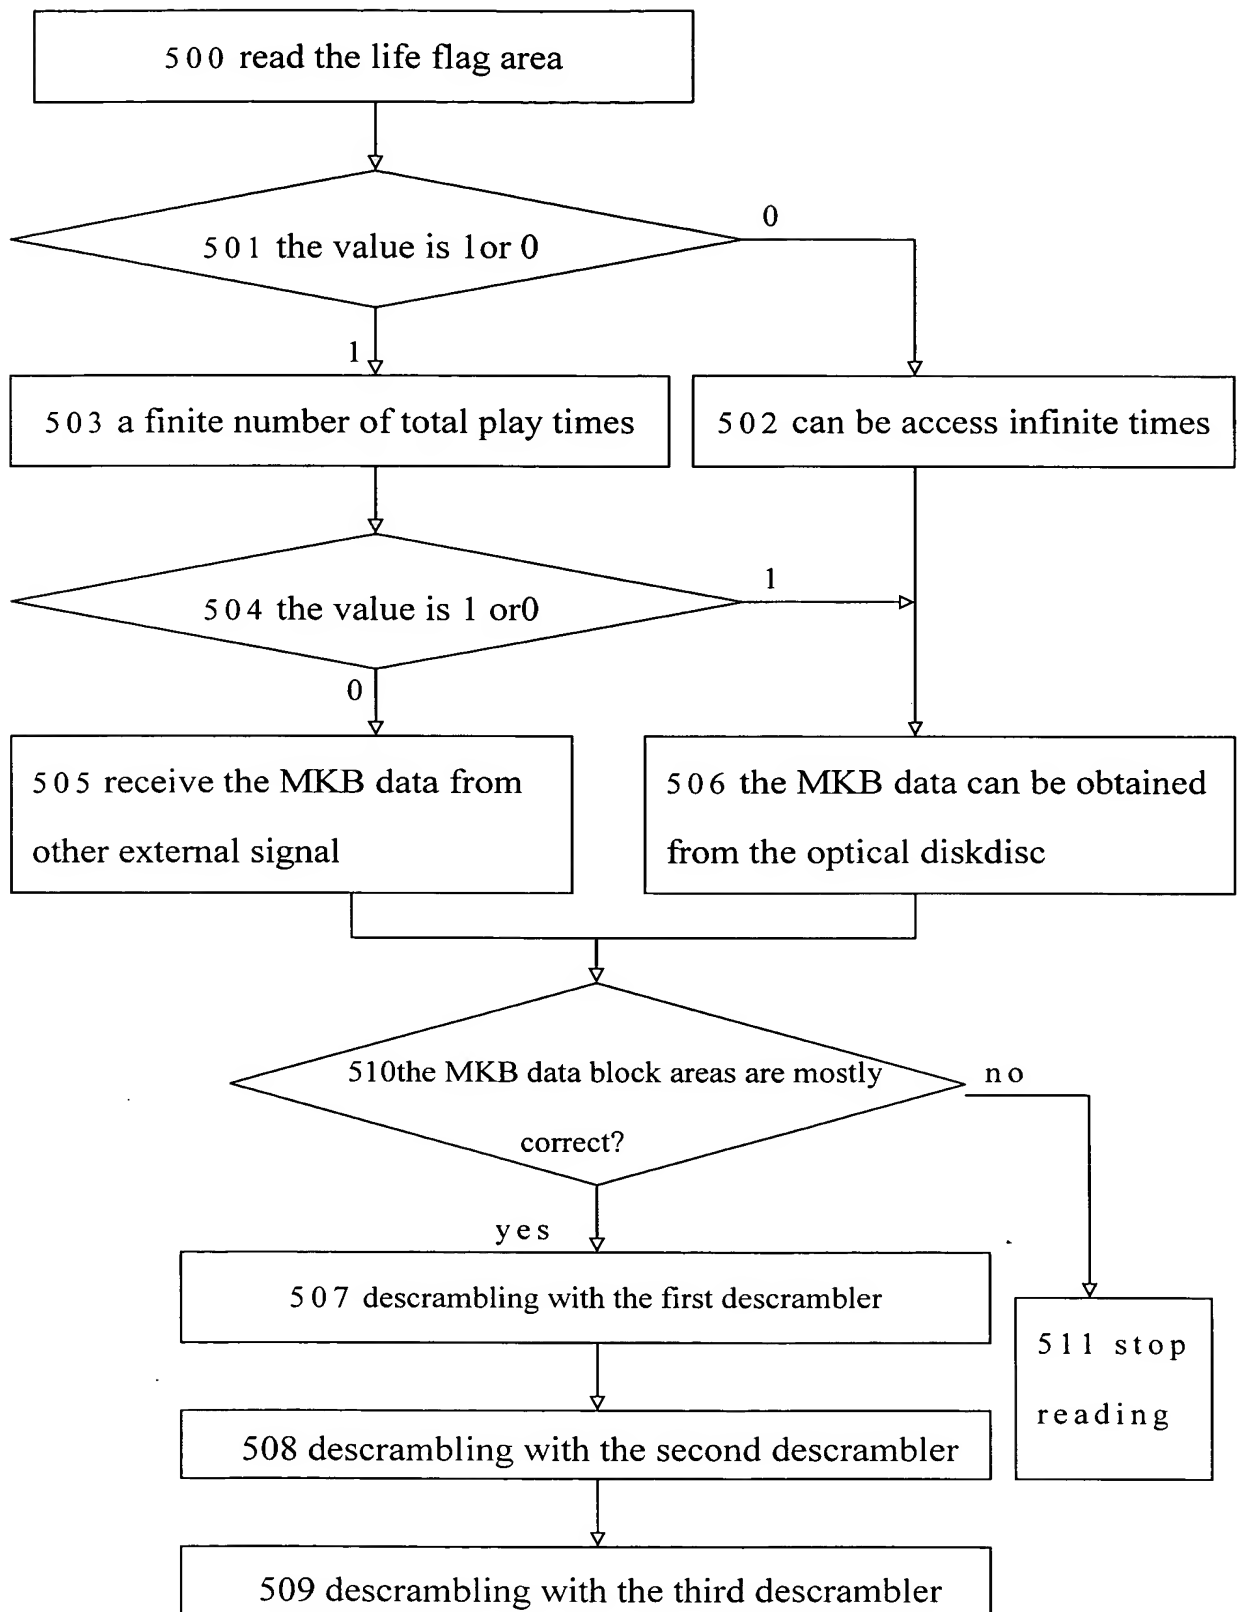 500 read the life flag area
0
501 the value is 1or 0
1
503 a finite number of total play times
502 can be access infinite times
1
504 the value is 1 or0
0
505 receive the MKB data from
other external signal
506 the MKB data can be obtained
from the optical diskdisc
510the MKB data block areas are mostly
correct?
no
yes
507 descrambling with the first descrambler
511 stop
reading
508 descrambling with the second descrambler
509 descrambling with the third descrambler